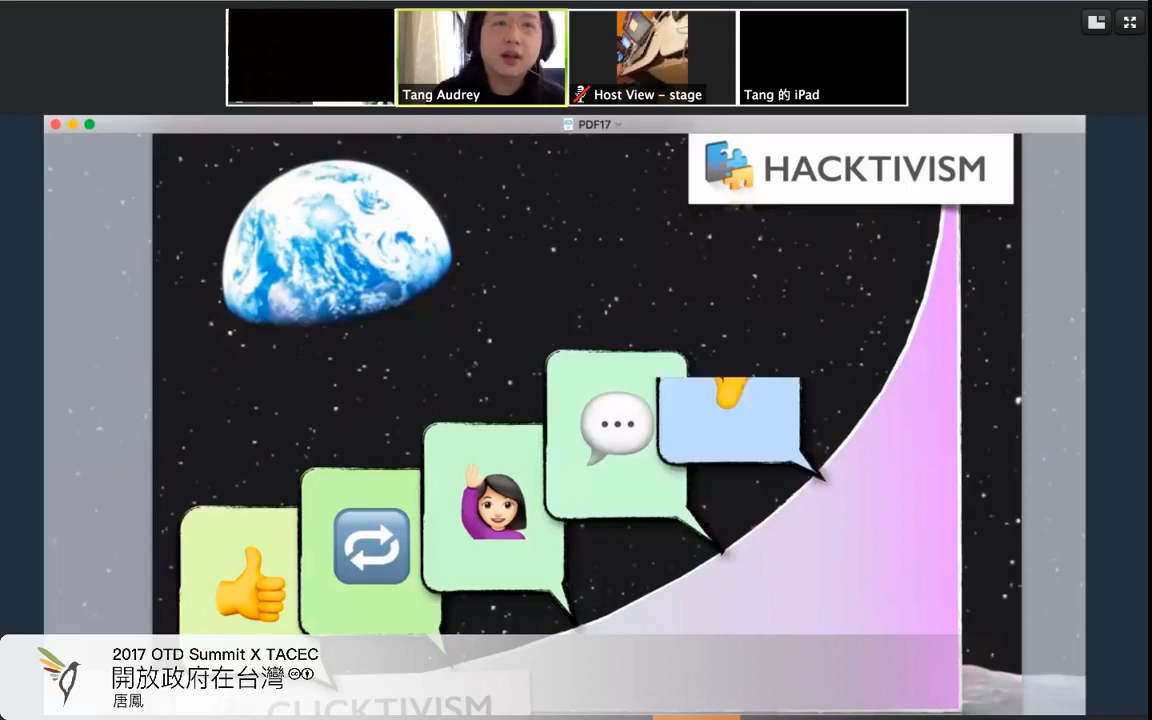 Tang Audrey
Host View – stage
Tang 的 iPad
PDF17
HACKTIVISM
2017 OTD Summit X TACEC
開放政府在台灣
唐鳳
CLICKTIVISM